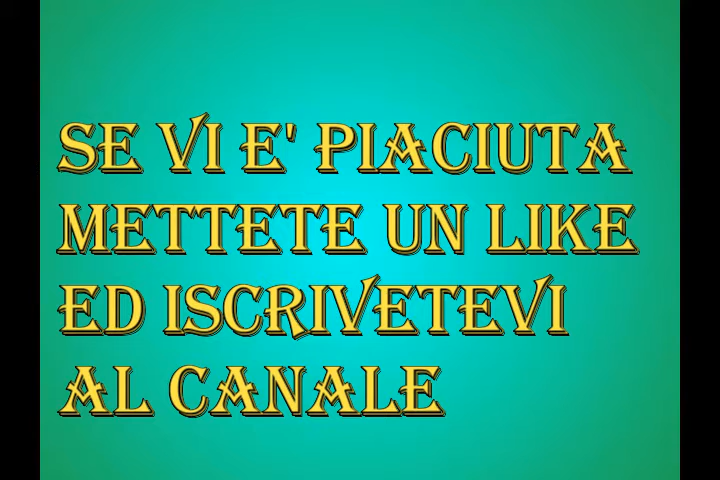 SE VI E' PIACIUTA
METTETE UN LIKE
ED ISCRIVETEVI
AL CANALE